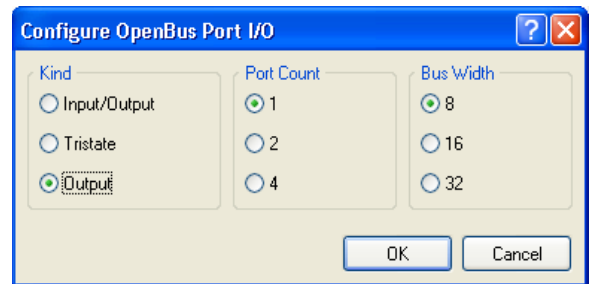 Configure OpenBus Port I/O
Kind
Input/Output
Tristate
Output
Port Count
1
2
4
Bus Width
8
16
32
OK
Cancel